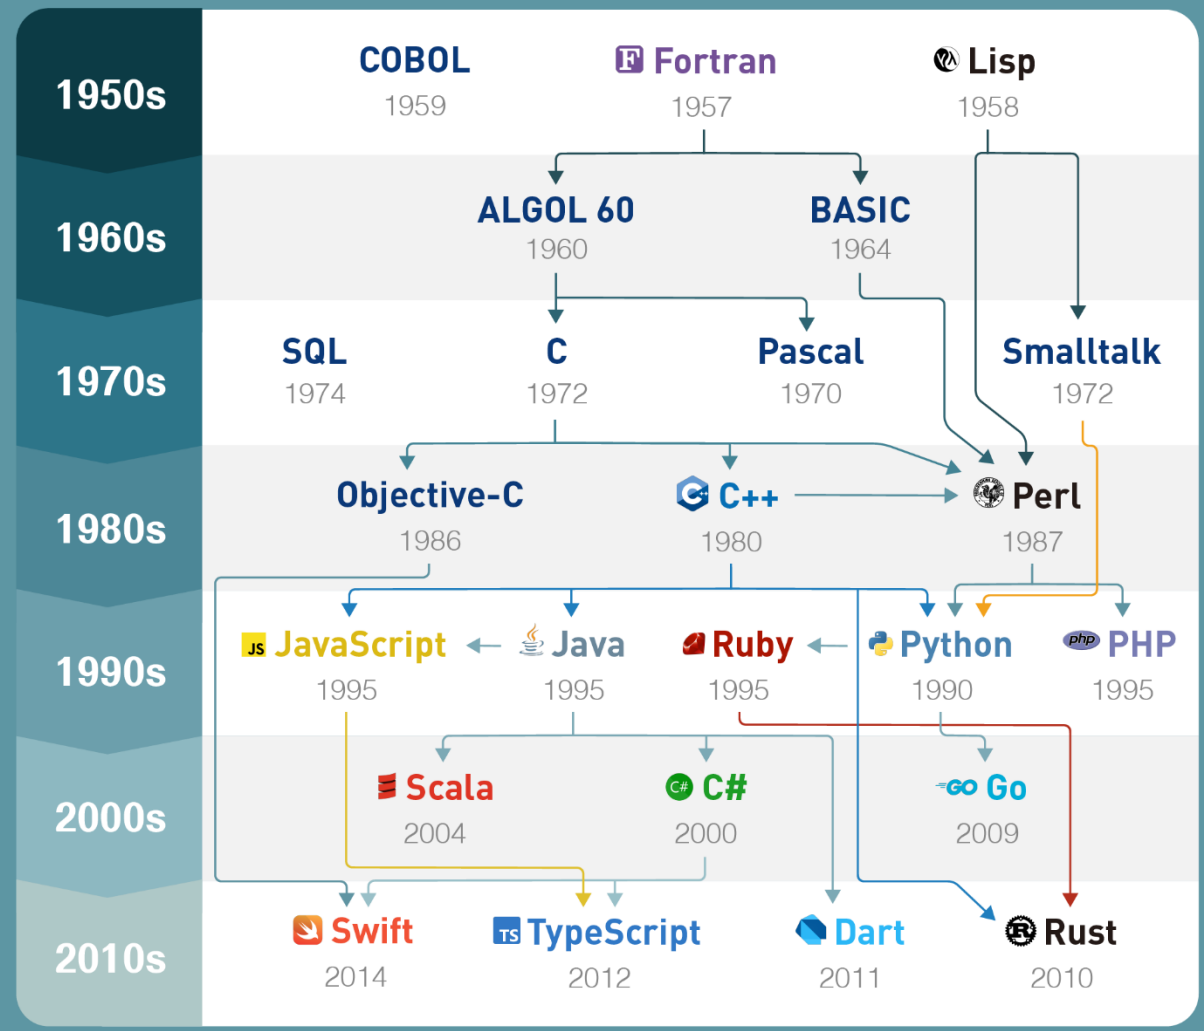 1950s
COBOL
1959
F Fortran
1957
Lisp
1958
1960s
ALGOL 60
1960
BASIC
1964
1970s
SQL
1974
C
1972
Pascal
1970
Smalltalk
1972
1980s
Objective-C
1986
C++ C++
1980
Perl
1987
1990s
JS JavaScript
1995
Java
1995
Ruby
1995
Python
1990
php PHP
1995
2000s
Scala
2004
C# C#
2000
GO Go
2009
2010s
Swift
2014
TS TypeScript
2012
Dart
2011
R Rust
2010